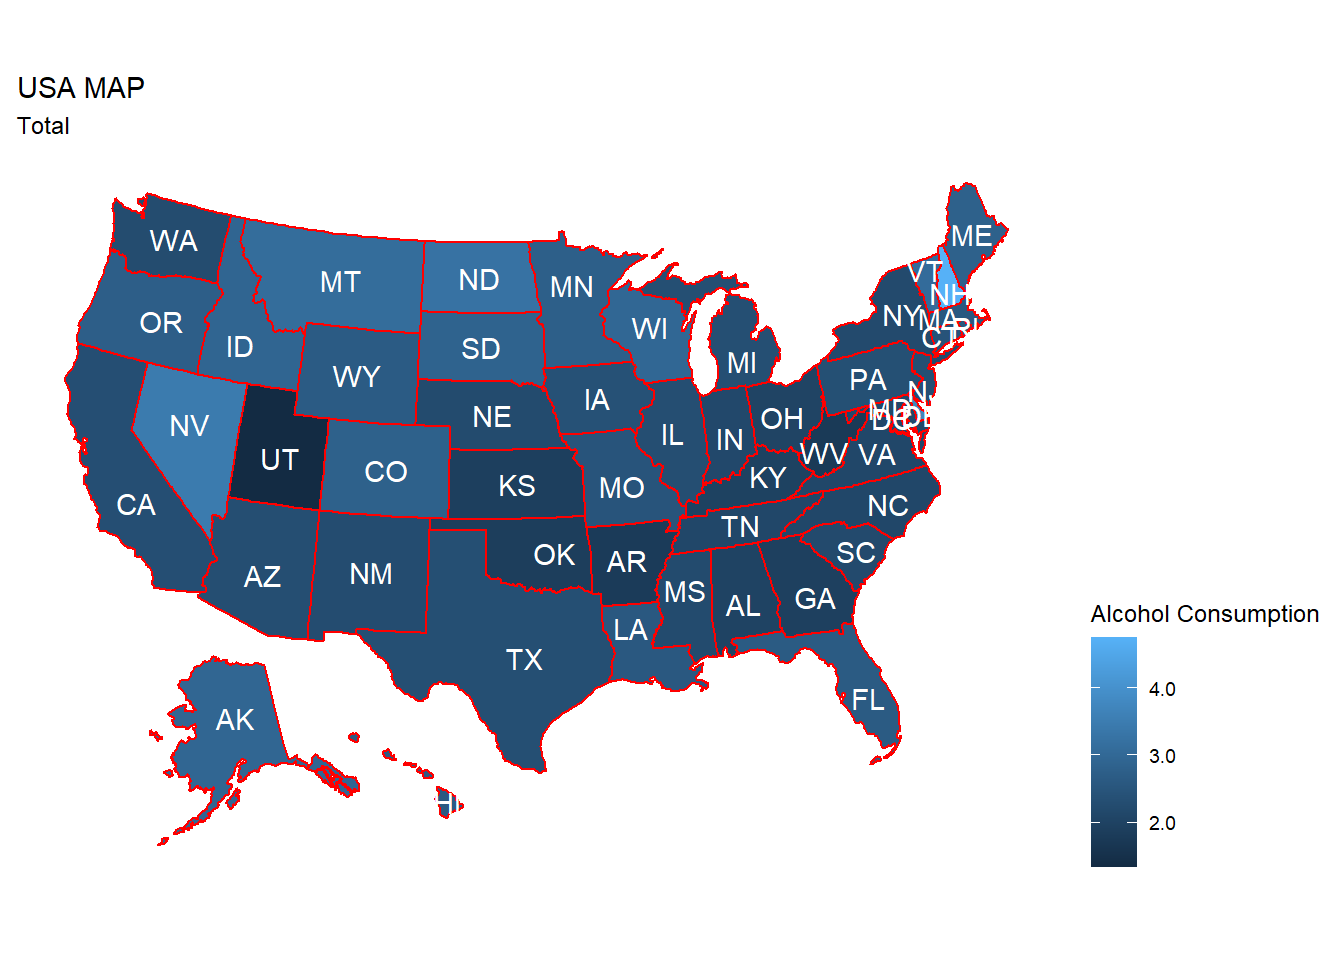 USA MAP
Total
ME
WA
VT
MT
ND
MN
NH
OR
NY
MA
WI
CT
ID
SD
MI
WY
PA
IA
NE
MD
OH
DC
DE
NV
IL
IN
WV
VA
UT
CO
KY
KS
MO
CA
NC
TN
OK
SC
AR
AZ
NM
MS
AL
GA
LA
TX
FL
AK
HI
Alcohol Consumption
4.0
3.0
2.0